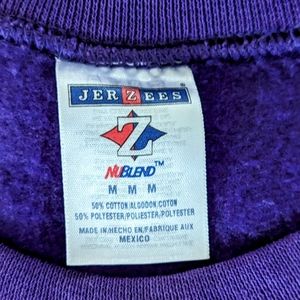 JERZEES
Z
NUBLEND™
M M M
50% COTTON/ALGODON/COTON
50% POLYESTER/POLIESTER/POLYESTER
MADE IN/HECHO EN/FABRIQUE AUX
MEXICO